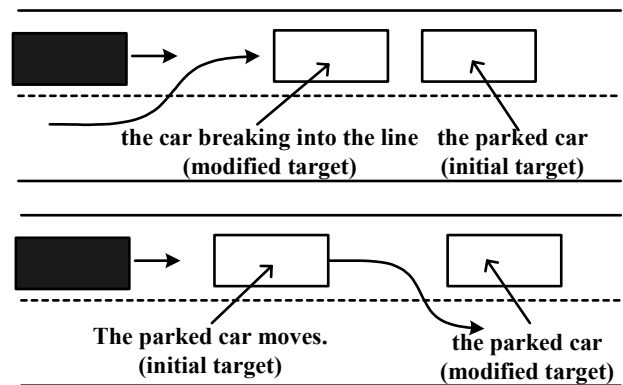 the car breaking into the line
(modified target)
the parked car
(initial target)
The parked car moves.
(initial target)
the parked car
(modified target)